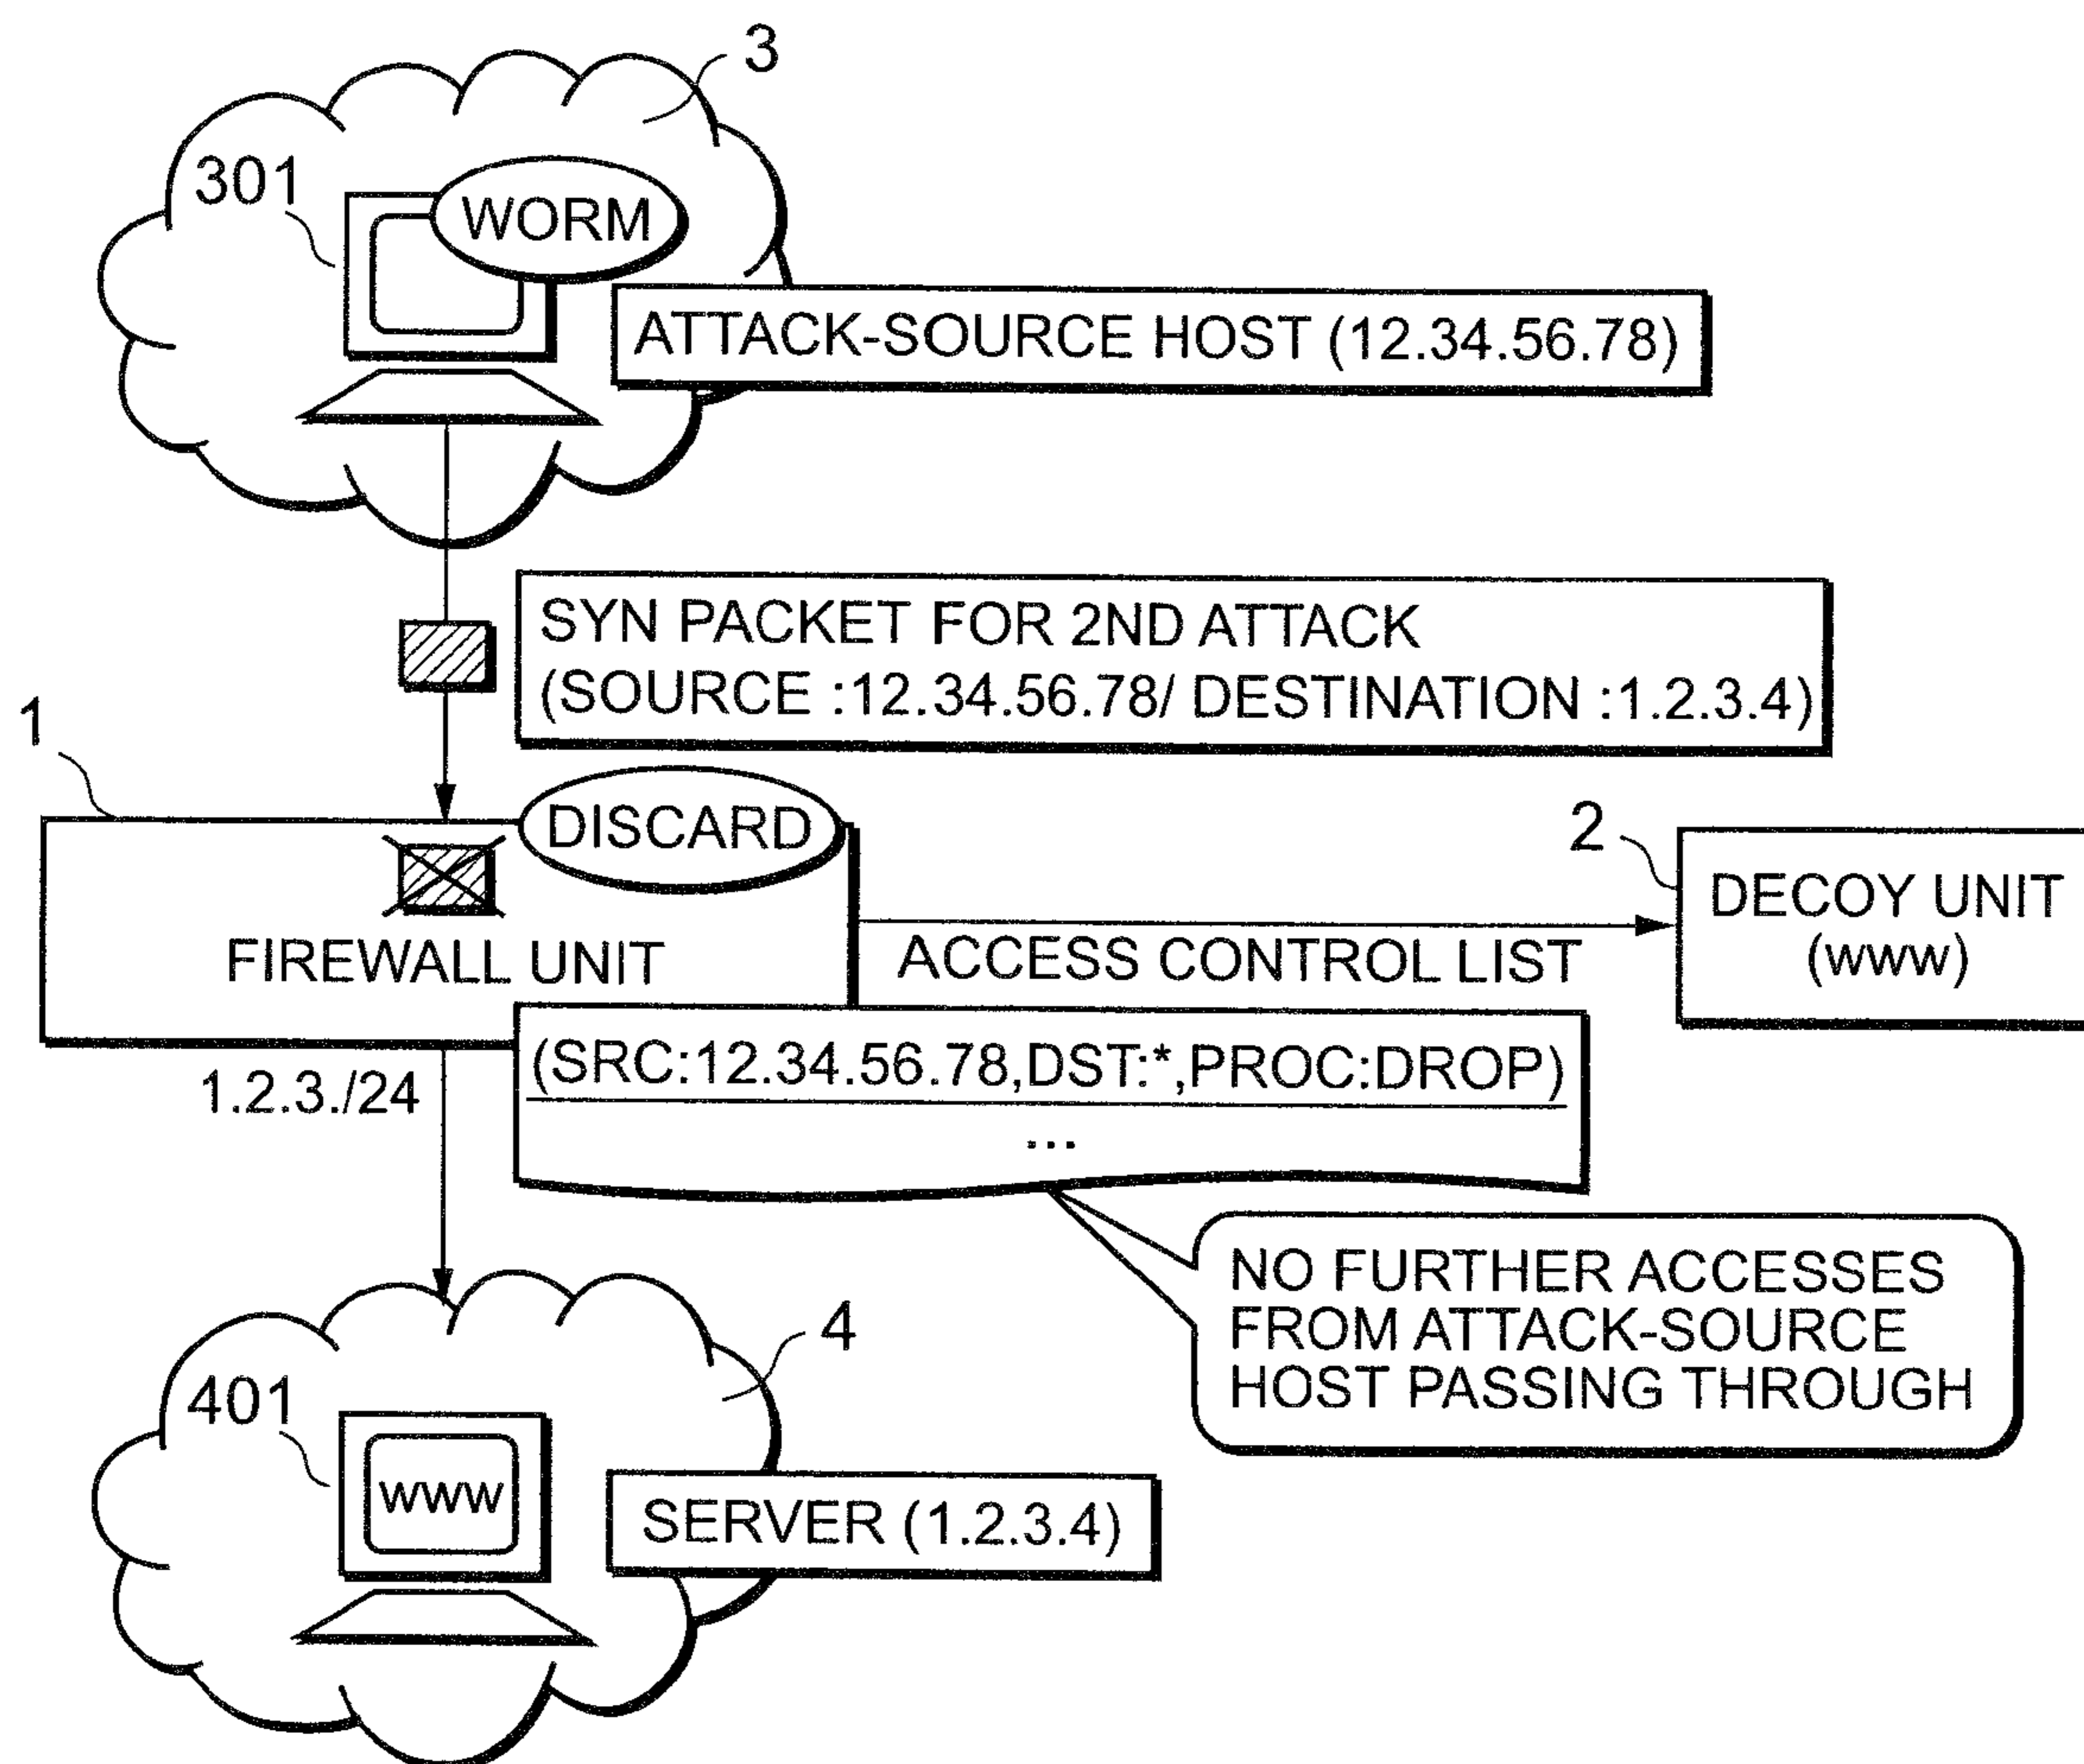 3
301
WORM
ATTACK-SOURCE HOST (12.34.56.78)
SYN PACKET FOR 2ND ATTACK
(SOURCE :12.34.56.78/ DESTINATION :1.2.3.4)
1
DISCARD
2
DECOY UNIT
(WWW)
FIREWALL UNIT
ACCESS CONTROL LIST
1.2.3./24
(SRC:12.34.56.78,DST:*,PROC:DROP)
...
NO FURTHER ACCESSES
FROM ATTACK-SOURCE
HOST PASSING THROUGH
4
401
WWW
SERVER (1.2.3.4)